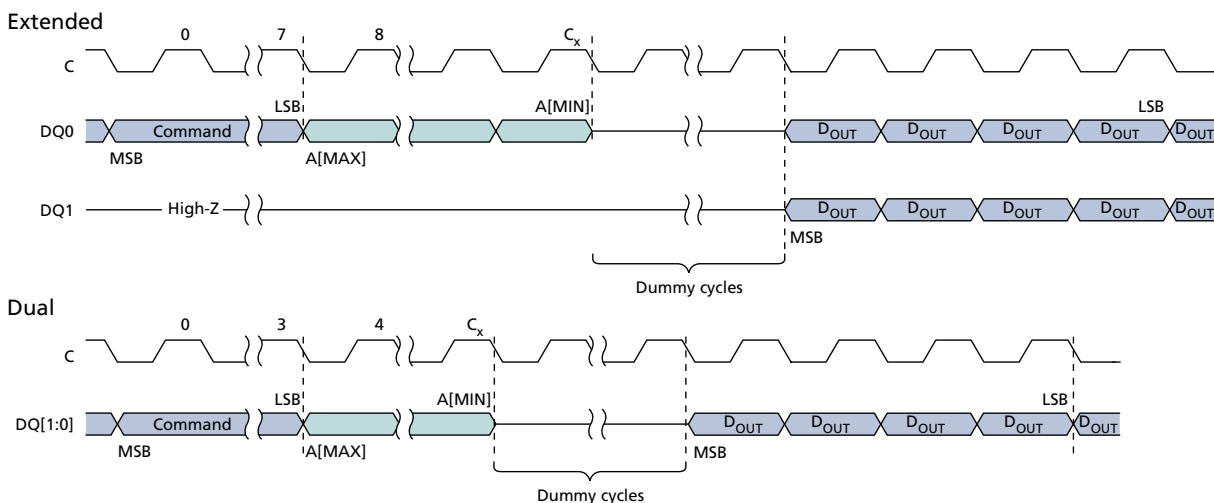 Extended
0 7 8 Cx
C
LSB A[MIN] LSB
DQ0 Command DOUT DOUT DOUT DOUT DOUT
MSB A[MAX]
DQ1 High-Z DOUT DOUT DOUT DOUT DOUT
MSB
Dummy cycles
Dual
0 3 4 Cx
C
LSB A[MIN] LSB
DQ[1:0] Command DOUT DOUT DOUT DOUT DOUT
MSB A[MAX] MSB
Dummy cycles